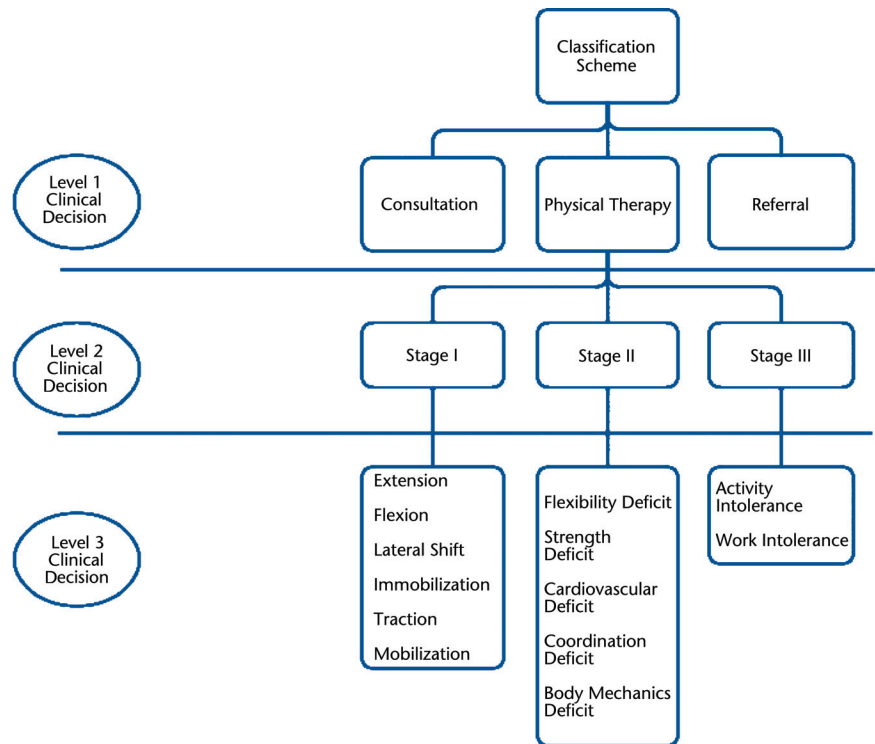 Classification
Scheme
Level 1
Clinical
Decision
Consultation
Physical Therapy
Referral
Level 2
Clinical
Decision
Stage I
Stage II
Stage III
Level 3
Clinical
Decision
Extension
Flexion
Lateral Shift
Immobilization
Traction
Mobilization
Flexibility Deficit
Strength
Deficit
Cardiovascular
Deficit
Coordination
Deficit
Body Mechanics
Deficit
Activity
Intolerance
Work Intolerance